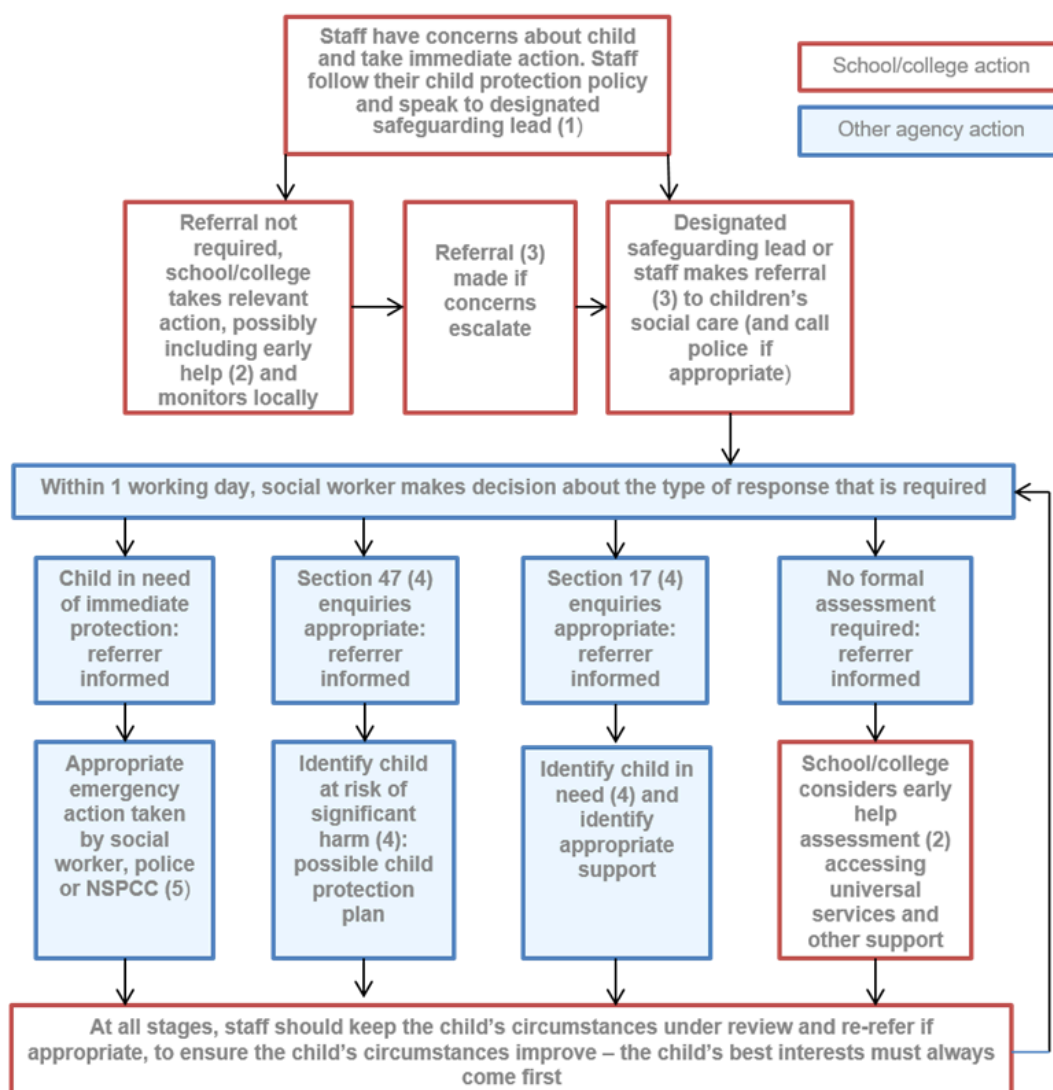 Staff have concerns about child
and take immediate action. Staff
follow their child protection policy
and speak to designated
safeguarding lead (1)
School/college action
Other agency action
Referral not
required,
school/college
takes relevant
action, possibly
including early
help (2) and
monitors locally
Referral (3)
made if
concerns
escalate
Designated
safeguarding lead or
staff makes referral
(3) to children’s
social care (and call
police if
appropriate)
Within 1 working day, social worker makes decision about the type of response that is required
Child in need
of immediate
protection:
referrer
informed
Section 47 (4)
enquiries
appropriate:
referrer
informed
Section 17 (4)
enquiries
appropriate:
referrer
informed
No formal
assessment
required:
referrer
informed
Appropriate
emergency
action taken
by social
worker, police
or NSPCC (5)
Identify child
at risk of
significant
harm (4):
possible child
protection
plan
Identify child in
need (4) and
identify
appropriate
support
School/college
considers early
help
assessment (2)
accessing
universal
services and
other support
At all stages, staff should keep the child’s circumstances under review and re-refer if
appropriate, to ensure the child’s circumstances improve – the child’s best interests must always
come first